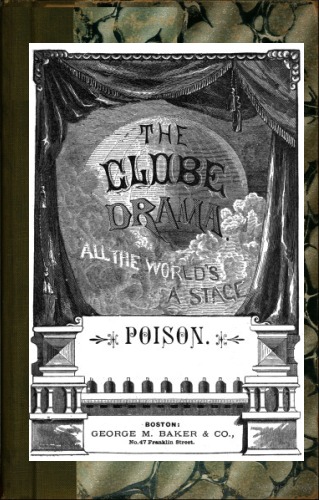 THE
GLOBE
DRAMA.
ALL THE WORLD'S
A STAGE
POISON.
BOSTON:
GEORGE M. BAKER & CO.,
No. 47 Franklin Street.